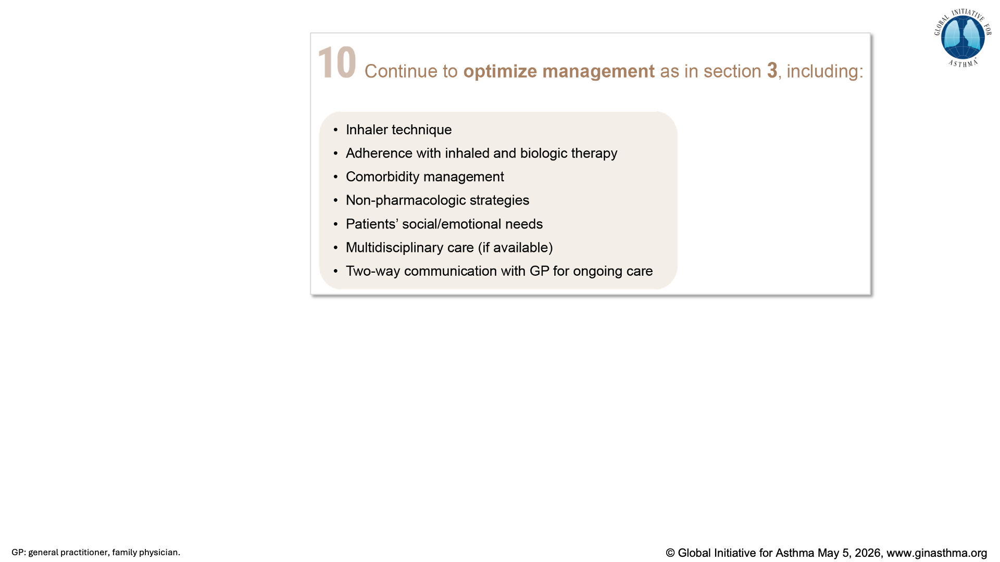 GLOBAL INITIATIVE FOR
ASTHMA
10 Continue to optimize management as in section 3, including:
• Inhaler technique
• Adherence with inhaled and biologic therapy
• Comorbidity management
• Non-pharmacologic strategies
• Patients’ social/emotional needs
• Multidisciplinary care (if available)
• Two-way communication with GP for ongoing care
GP: general practitioner, family physician.
© Global Initiative for Asthma May 5, 2026, www.ginasthma.org